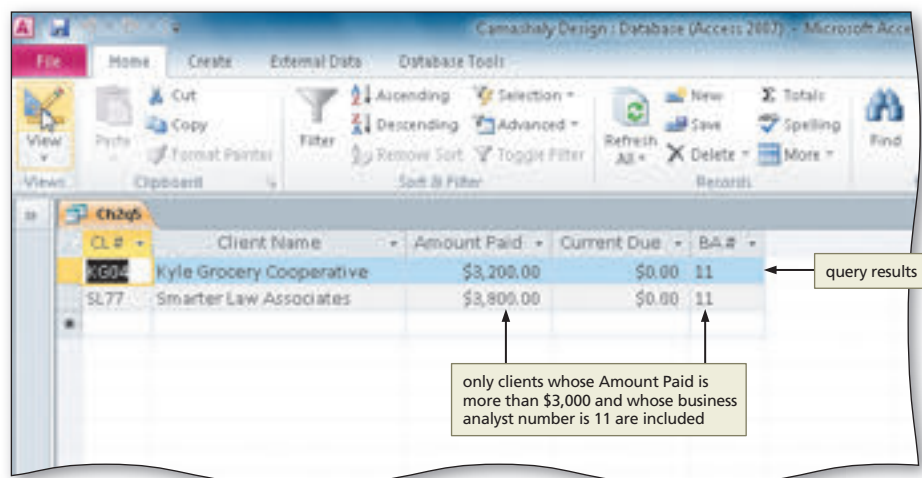 Camashaly Design : Database (Access 2007) - Microsoft Acce
File Home Create External Data Database Tools
View
Views
Paste
Cut
Copy
Format Painter
Clipboard
Filter
Ascending
Descending
Remove Sort
Selection
Advanced
Toggle Filter
Sort & Filter
Refresh
All
New
Save
Delete
Records
Totals
Spelling
More
Find
Ch2q5
CL # Client Name Amount Paid Current Due BA #
KG04 Kyle Grocery Cooperative $3,200.00 $0.00 11
SL77 Smarter Law Associates $3,800.00 $0.00 11
query results
only clients whose Amount Paid is
more than $3,000 and whose business
analyst number is 11 are included